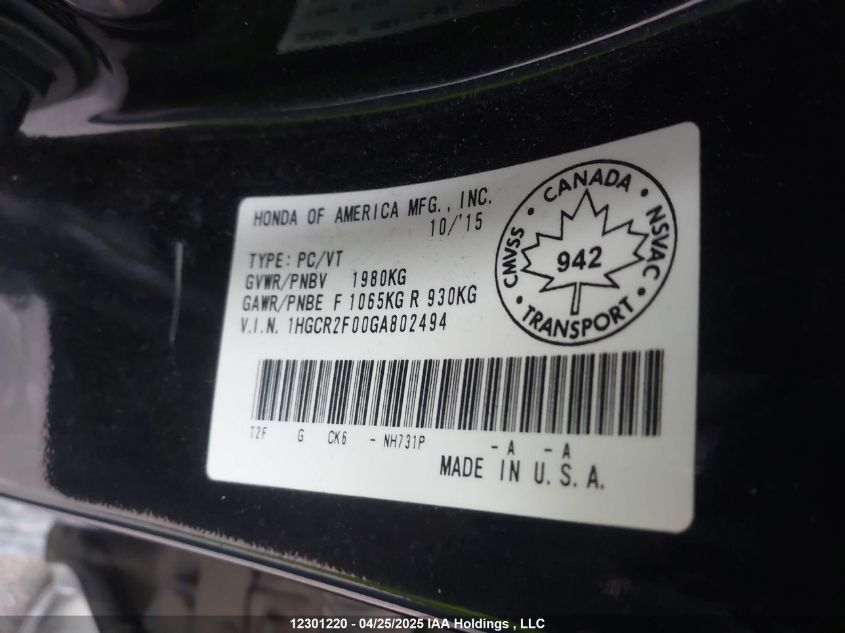 HONDA OF AMERICA MFG., INC.
10/'15
TYPE: PC/VT
GVWR/PNBV 1980KG
GAWR/PNBE F 1065KG R 930KG
V.I.N. 1HGCR2F00GA802494
CANADA • NSVAC • TRANSPORT • CMVSS •
942
T2F G CK6 - NH731P - A - A
MADE IN U.S.A.
12301220 - 04/25/2025 IAA Holdings , LLC